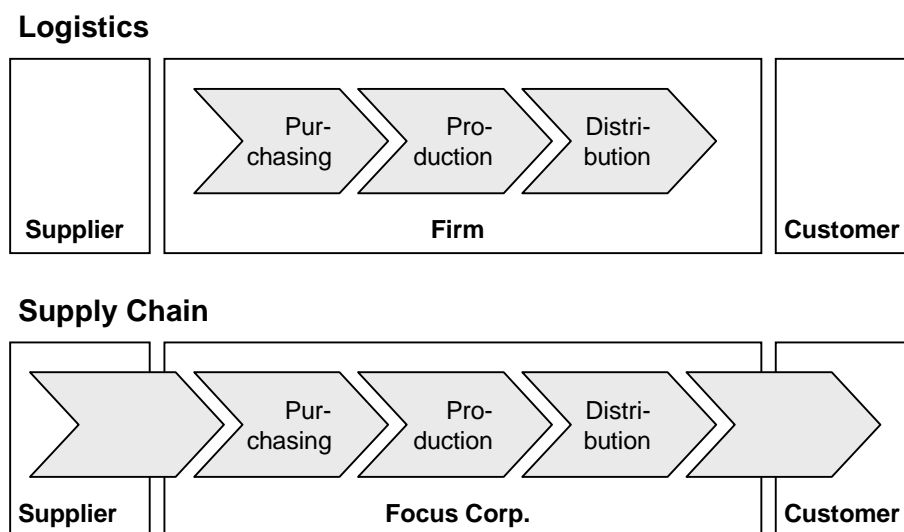 Logistics
Pur-
chasing
Pro-
duction
Distri-
bution
Supplier
Firm
Customer
Supply Chain
Pur-
chasing
Pro-
duction
Distri-
bution
Supplier
Focus Corp.
Customer